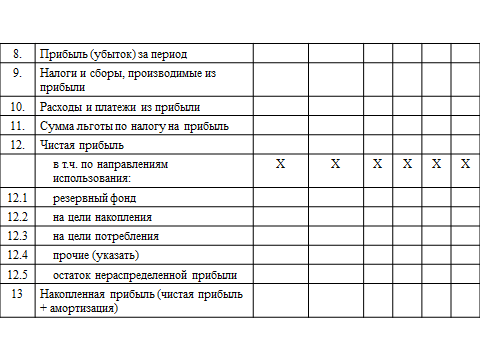 8. Прибыль (убыток) за период
9. Налоги и сборы, производимые из
прибыли
10. Расходы и платежи из прибыли
11. Сумма льготы по налогу на прибыль
12. Чистая прибыль
в т.ч. по направлениям
использования: X X X X X X
12.1 резервный фонд
12.2 на цели накопления
12.3 на цели потребления
12.4 прочие (указать)
12.5 остаток нераспределенной прибыли
13 Накопленная прибыль (чистая прибыль
+ амортизация)